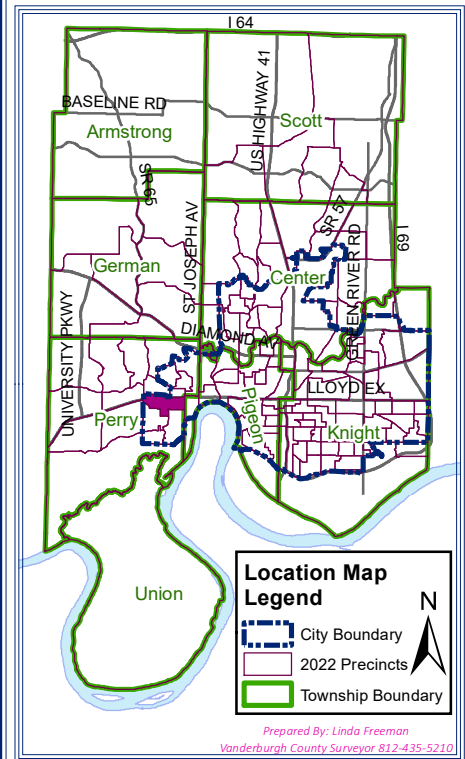 I 64
US HIGHWAY 41
BASELINE RD
Scott
Armstrong
SR 65
SR 57
I 69
ST JOSEPH AV
GREEN RIVER RD
German
Center
UNIVERSITY PKWY
DIAMOND AV
LLOYD EX
Perry
Pigeon
Knight
Union
Location Map
Legend
N
City Boundary
2022 Precincts
Township Boundary
Prepared By: Linda Freeman
Vanderburgh County Surveyor 812-435-5210